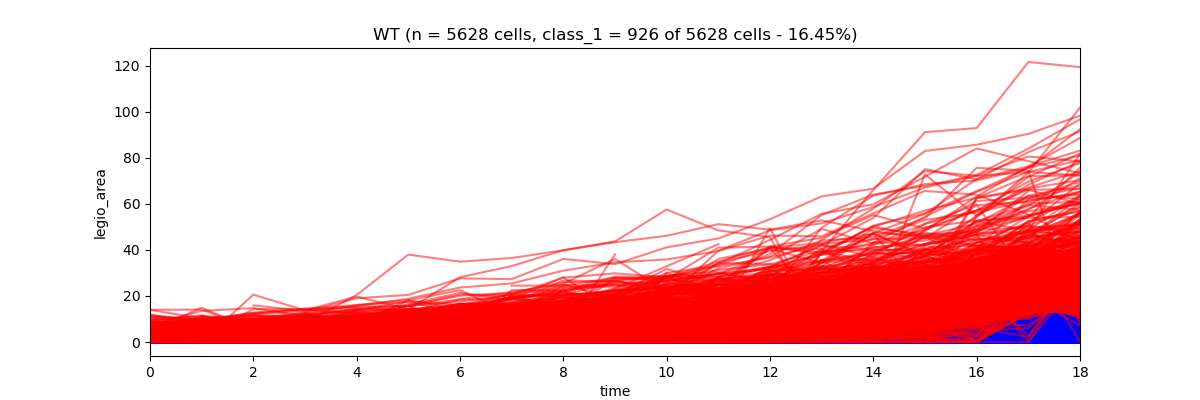 WT (n = 5628 cells, class_1 = 926 of 5628 cells - 16.45%)
120
100
80
60
40
20
0
legio_area
0 2 4 6 8 10 12 14 16 18
time